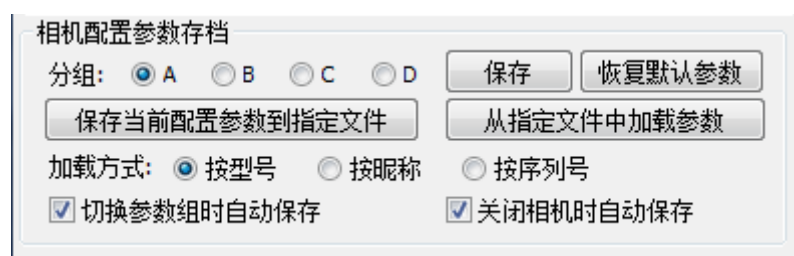 相机配置参数存档
分组: A B C D 保存 恢复默认参数
保存当前配置参数到指定文件 从指定文件中加载参数
加载方式: 按型号 按昵称 按序列号
切换参数组时自动保存 关闭相机时自动保存